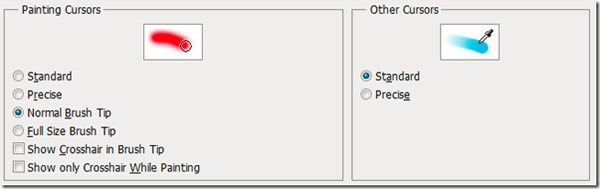 Painting Cursors
Standard
Precise
Normal Brush Tip
Full Size Brush Tip
Show Crosshair in Brush Tip
Show only Crosshair While Painting
Other Cursors
Standard
Precise